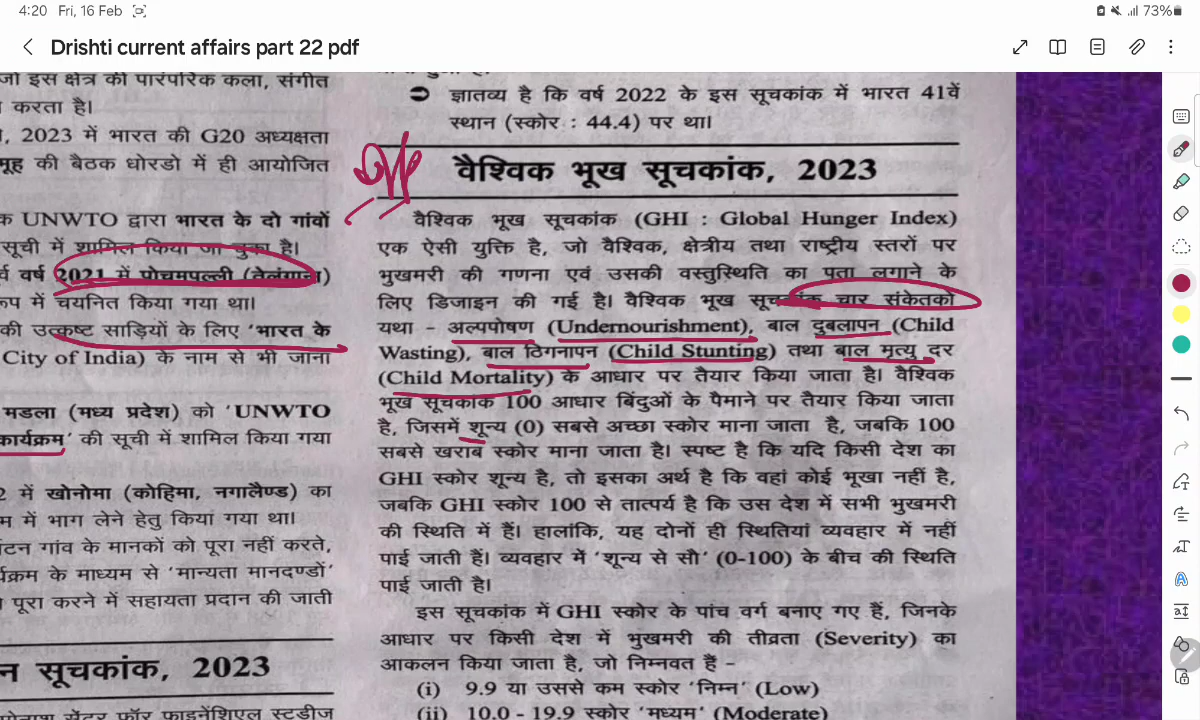 4:20 Fri, 16 Feb
73%
Drishti current affairs part 22 pdf
जो इस क्षेत्र की पारंपरिक कला, संगीत
करता है।
, 2023 में भारत की G20 अध्यक्षता
मूह की बैठक धोरडो में ही आयोजित
क UNWTO द्वारा भारत के दो गांवों
सूची में शामिल किया जा चुका है।
र्व वर्ष 2021 में पोचमपल्ली (तेलंगाना)
रूप में चयनित किया गया था।
की उत्कृष्ट साड़ियों के लिए 'भारत के
City of India) के नाम से भी जाना
मडला (मध्य प्रदेश) को 'UNWTO
कार्यक्रम' की सूची में शामिल किया गया
2 में खोनोमा (कोहिमा, नगालैण्ड) का
म में भाग लेने हेतु किया गया था।
र्यटन गांव के मानकों को पूरा नहीं करते,
र्यक्रम के माध्यम से 'मान्यता मानदण्डों'
पूरा करने में सहायता प्रदान की जाती
न सूचकांक, 2023
सेंटर फॉर फाइनेंशिएल स्टडीज
ज्ञातव्य है कि वर्ष 2022 के इस सूचकांक में भारत 41वें
स्थान (स्कोर : 44.4) पर था।
वैश्विक भूख सूचकांक, 2023
वैश्विक भूख सूचकांक (GHI : Global Hunger Index)
एक ऐसी युक्ति है, जो वैश्विक, क्षेत्रीय तथा राष्ट्रीय स्तरों पर
भुखमरी की गणना एवं उसकी वस्तुस्थिति का पता लगाने के
लिए डिजाइन की गई है। वैश्विक भूख सूचकांक चार संकेतकों
यथा - अल्पपोषण (Undernourishment), बाल दुबलापन (Child
Wasting), बाल ठिगनापन (Child Stunting) तथा बाल मृत्यु दर
(Child Mortality) के आधार पर तैयार किया जाता है। वैश्विक
भूख सूचकांक 100 आधार बिंदुओं के पैमाने पर तैयार किया जाता
है, जिसमें शून्य (0) सबसे अच्छा स्कोर माना जाता है, जबकि 100
सबसे खराब स्कोर माना जाता है। स्पष्ट है कि यदि किसी देश का
GHI स्कोर शून्य है, तो इसका अर्थ है कि वहां कोई भूखा नहीं है,
जबकि GHI स्कोर 100 से तात्पर्य है कि उस देश में सभी भुखमरी
की स्थिति में हैं। हालांकि, यह दोनों ही स्थितियां व्यवहार में नहीं
पाई जाती हैं। व्यवहार में 'शून्य से सौ' (0-100) के बीच की स्थिति
पाई जाती है।
इस सूचकांक में GHI स्कोर के पांच वर्ग बनाए गए हैं, जिनके
आधार पर किसी देश में भुखमरी की तीव्रता (Severity) का
आकलन किया जाता है, जो निम्नवत हैं -
(i) 9.9 या उससे कम स्कोर 'निम्न' (Low)
(ii) 10.0 - 19.9 स्कोर 'मध्यम' (Moderate)